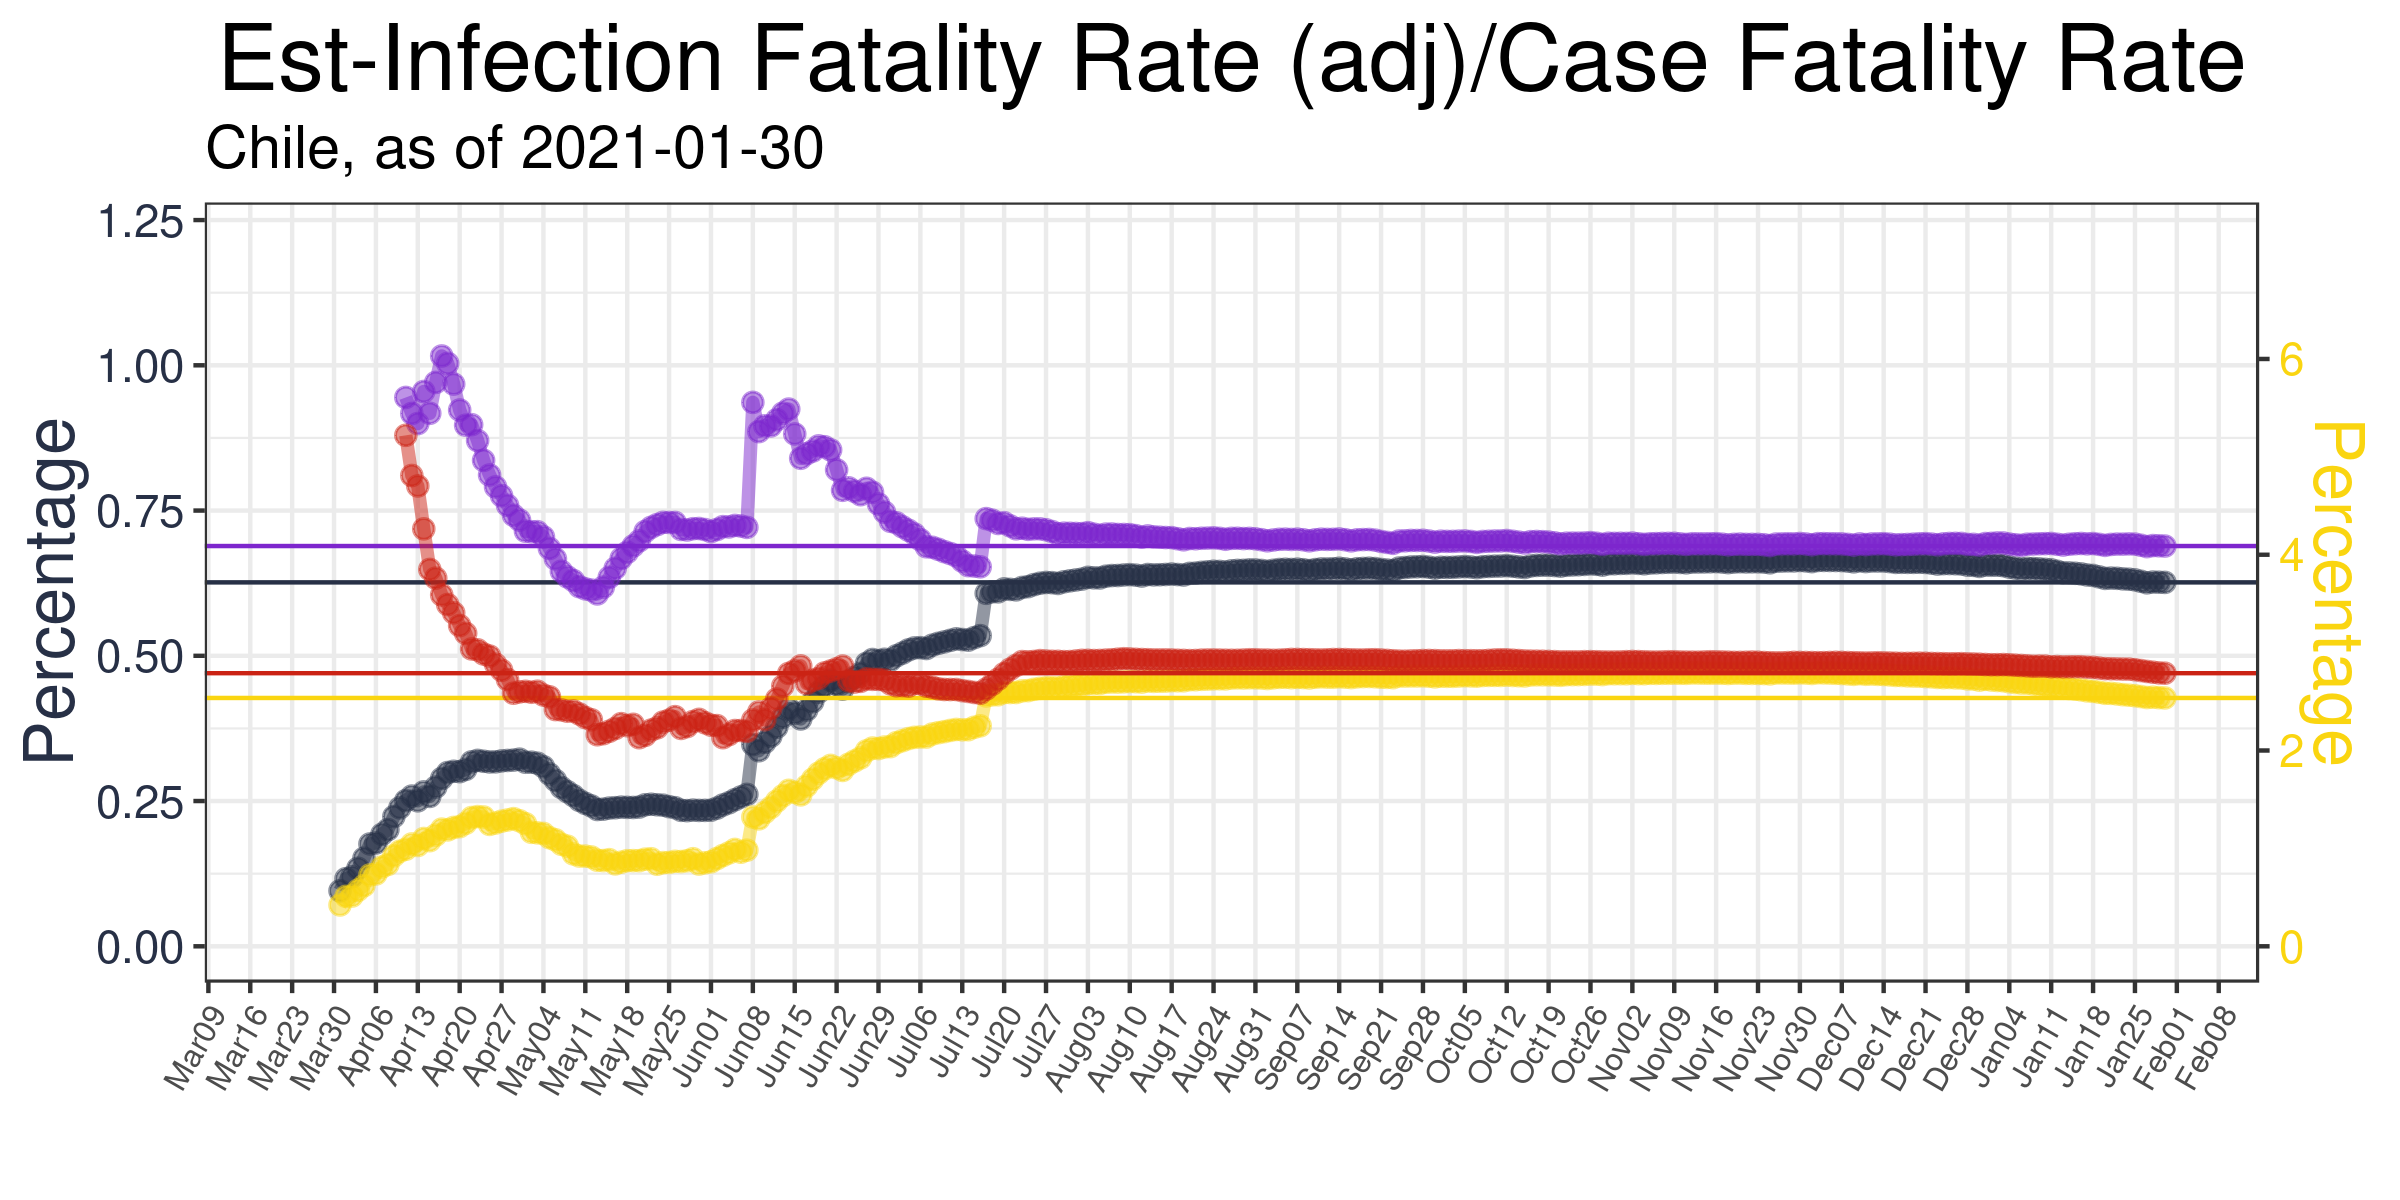 Est-Infection Fatality Rate (adj)/Case Fatality Rate
Chile, as of 2021-01-30
Percentage
1.25
1.00
0.75
0.50
0.25
0.00
6
4
2
0
Percentage
Mar09
Mar16
Mar23
Mar30
Apr06
Apr13
Apr20
Apr27
May04
May11
May18
May25
Jun01
Jun08
Jun15
Jun22
Jun29
Jul06
Jul13
Jul20
Jul27
Aug03
Aug10
Aug17
Aug24
Aug31
Sep07
Sep14
Sep21
Sep28
Oct05
Oct12
Oct19
Oct26
Nov02
Nov09
Nov16
Nov23
Nov30
Dec07
Dec14
Dec21
Dec28
Jan04
Jan11
Jan18
Jan25
Feb01
Feb08